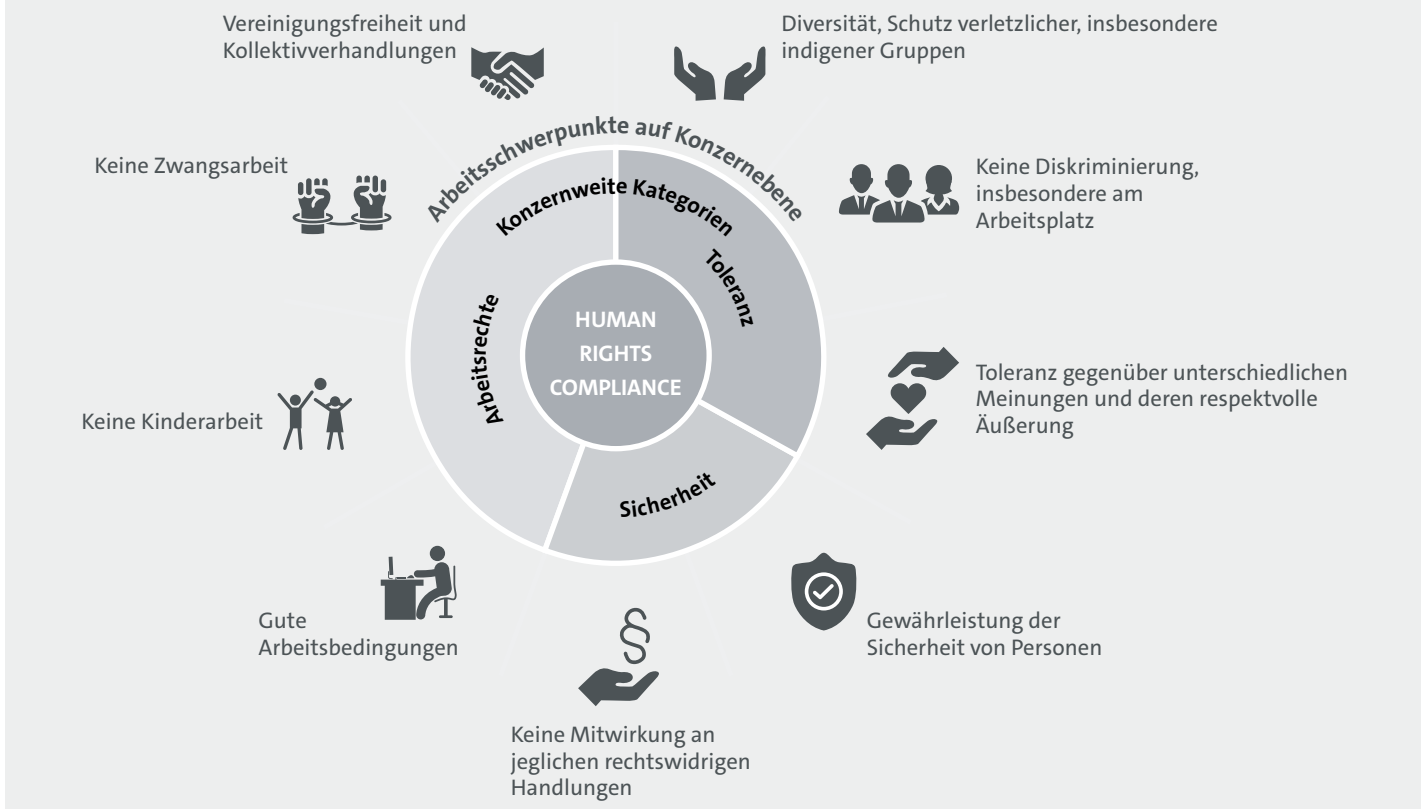 Vereinigungsfreiheit und
Kollektivverhandlungen
Diversität, Schutz verletzlicher, insbesondere
indigener Gruppen
Arbeitsschwerpunkte auf Konzernebene
Keine Zwangsarbeit
Keine Diskriminierung,
insbesondere am
Arbeitsplatz
Konzernweite Kategorien
Toleranz
Arbeitsrechte
HUMAN
RIGHTS
COMPLIANCE
Toleranz gegenüber unterschiedlichen
Meinungen und deren respektvolle
Äußerung
Keine Kinderarbeit
Sicherheit
Gute
Arbeitsbedingungen
§
Gewährleistung der
Sicherheit von Personen
Keine Mitwirkung an
jeglichen rechtswidrigen
Handlungen